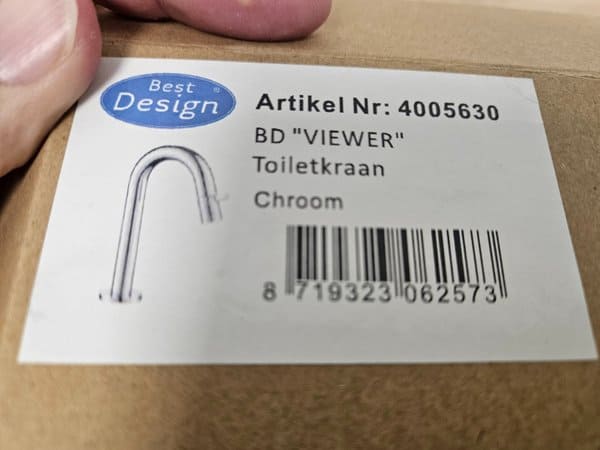 Best
Design ®
Artikel Nr: 4005630
BD "VIEWER"
Toiletkraan
Chroom
8 719323 062573